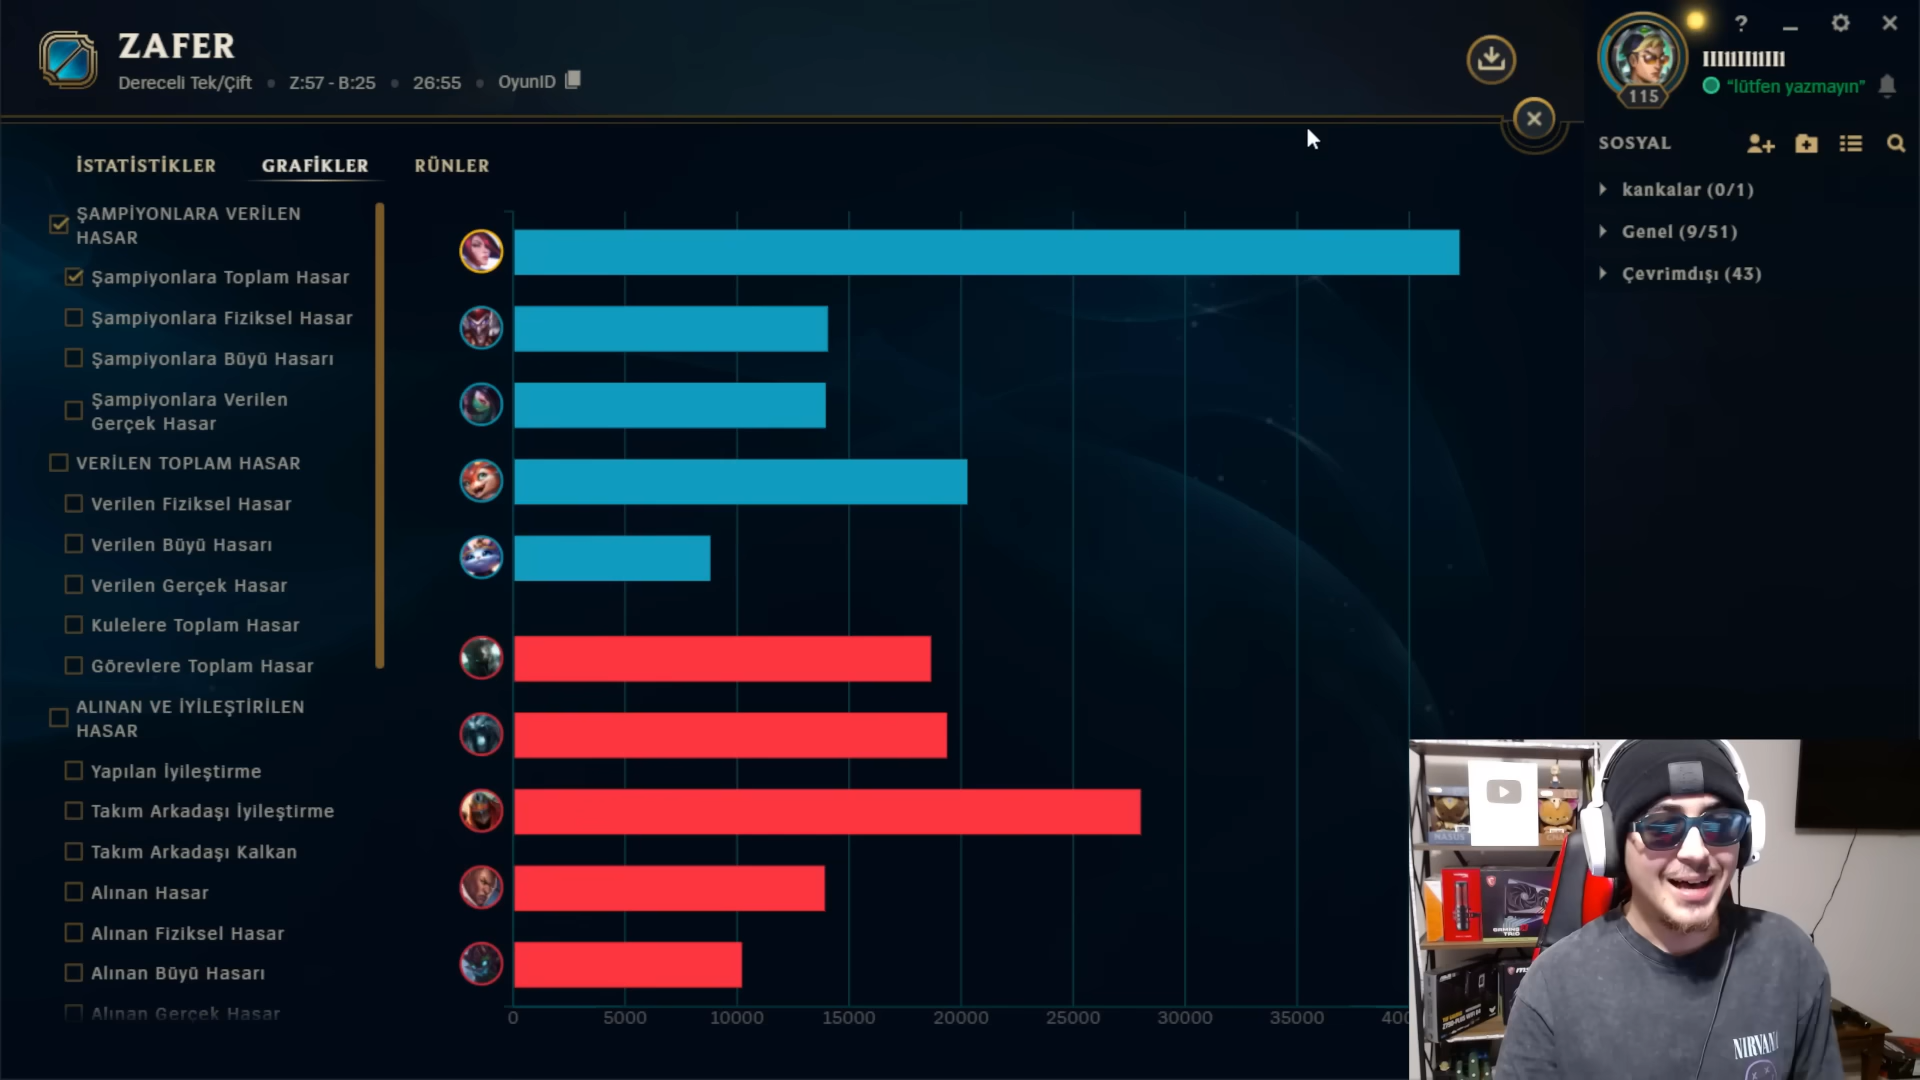 ZAFER
Dereceli Tek/Çift • Z:57 - B:25 • 26:55 • OyunID
İSTATİSTİKLER GRAFİKLER RÜNLER
ŞAMPİYONLARA VERİLEN
HASAR
Şampiyonlara Toplam Hasar
Şampiyonlara Fiziksel Hasar
Şampiyonlara Büyü Hasarı
Şampiyonlara Verilen
Gerçek Hasar
VERİLEN TOPLAM HASAR
Verilen Fiziksel Hasar
Verilen Büyü Hasarı
Verilen Gerçek Hasar
Kulelere Toplam Hasar
Görevlere Toplam Hasar
ALINAN VE İYİLEŞTİRİLEN
HASAR
Yapılan İyileştirme
Takım Arkadaşı İyileştirme
Takım Arkadaşı Kalkan
Alınan Hasar
Alınan Fiziksel Hasar
Alınan Büyü Hasarı
Alınan Gerçek Hasar
0 5000 10000 15000 20000 25000 30000 35000 400
?
115
"lütfen yazmayın"
SOSYAL
kankalar (0/1)
Genel (9/51)
Çevrimdışı (43)
NIRVANA